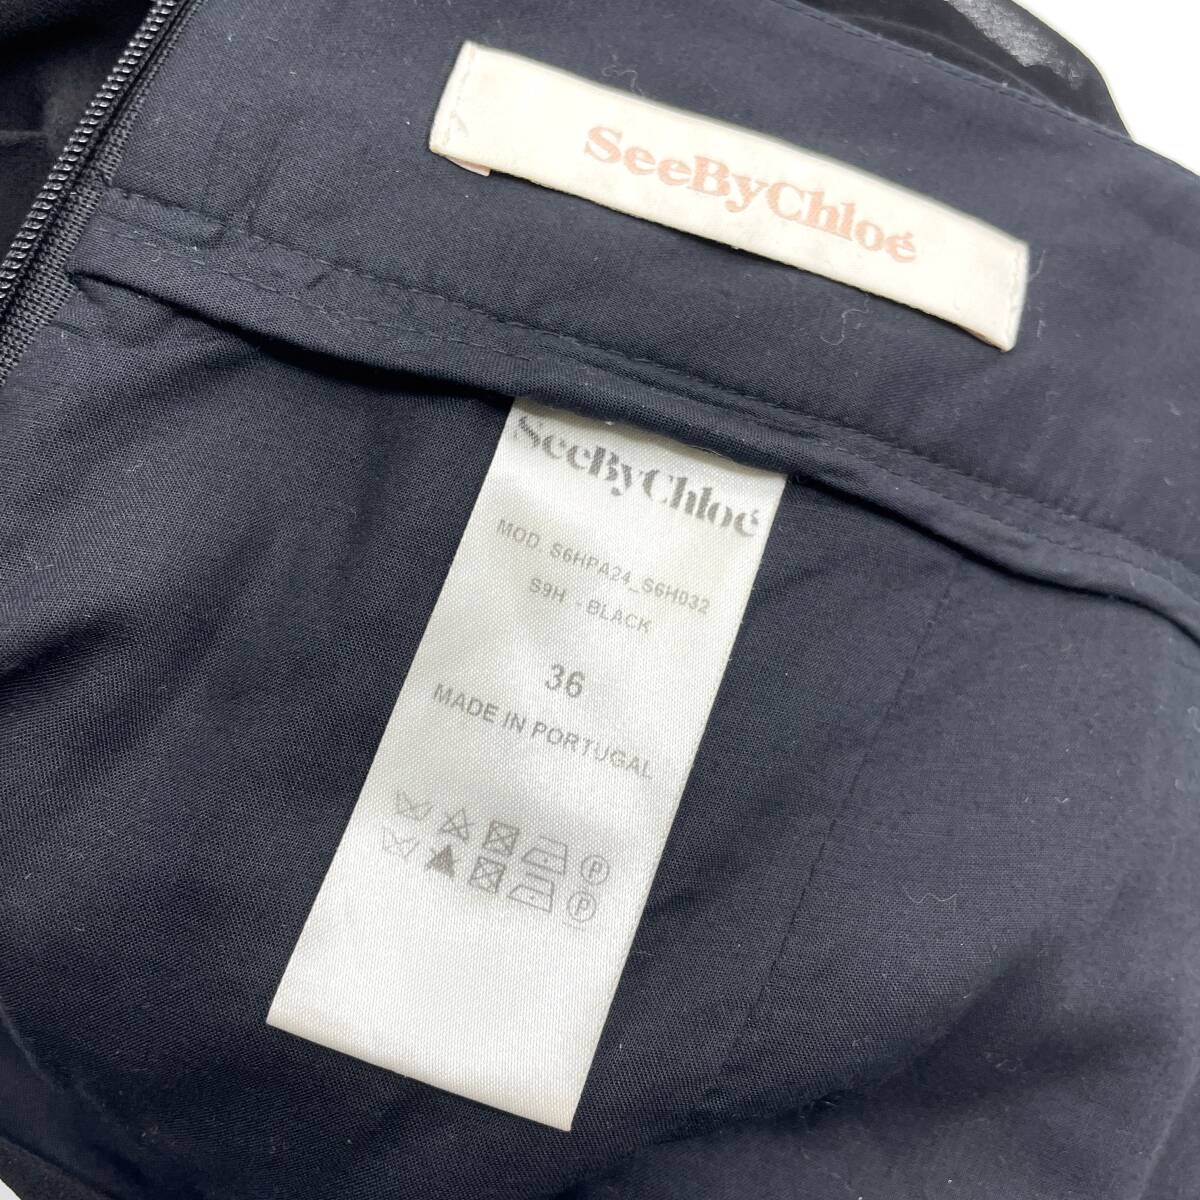 SeeByChloé
SeeByChloé
MOD. S6HPA24_S6H032
S9H - BLACK
36
MADE IN PORTUGAL
P
P